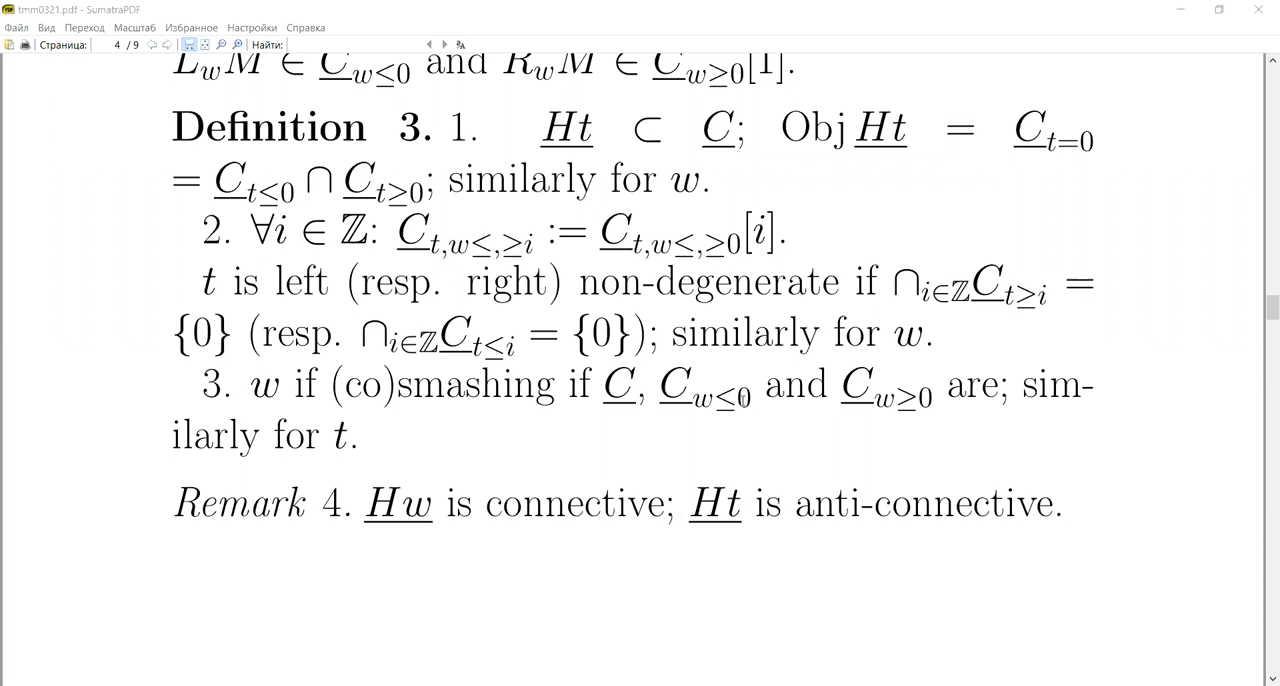 tmm0321.pdf - SumatraPDF
Файл Вид Переход Масштаб Избранное Настройки Справка
Страница: 4 / 9 Найти:
L_wM ∈ C_{w≤0} and R_wM ∈ C_{w≥0}[1].
Definition 3. 1. Ht ⊂ C; Obj Ht = C_{t=0}
= C_{t≤0} ∩ C_{t≥0}; similarly for w.
2. ∀i ∈ ℤ: C_{t,w≤,≥i} := C_{t,w≤,≥0}[i].
t is left (resp. right) non-degenerate if ∩_{i∈ℤ}C_{t≥i} =
{0} (resp. ∩_{i∈ℤ}C_{t≤i} = {0}); similarly for w.
3. w if (co)smashing if C, C_{w≤0} and C_{w≥0} are; sim-
ilarly for t.
Remark 4. Hw is connective; Ht is anti-connective.